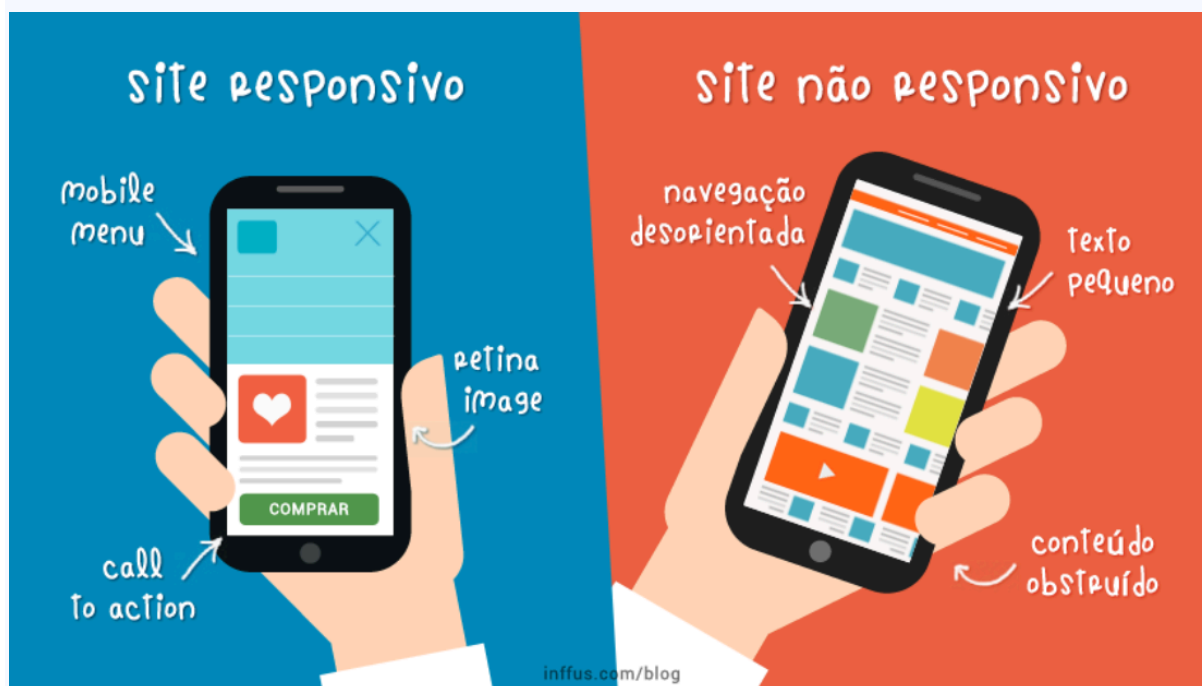 site responsivo
mobile
menu
retina
image
COMPRAR
call
to action
site não responsivo
navegação
desorientada
texto
pequeno
conteúdo
obstruído
inffus.com/blog